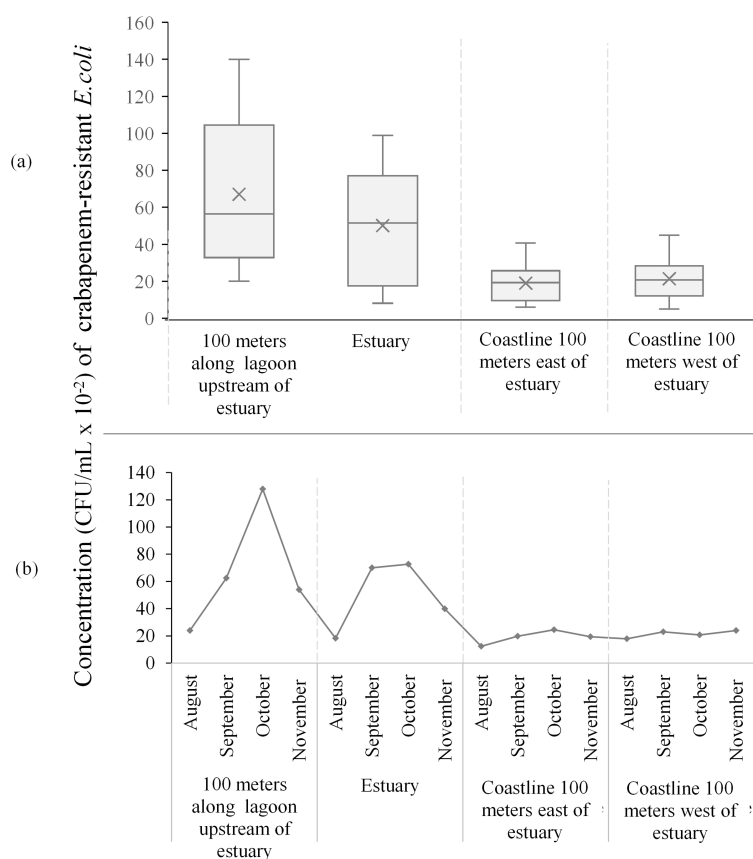 Concentration (CFU/mL x 10-2) of crabapenem-resistant E.coli
(a)
160
140
120
100
80
60
40
20
0
100 meters
along lagoon
upstream of
estuary
Estuary
Coastline 100
meters east of
estuary
Coastline 100
meters west of
estuary
(b)
140
120
100
80
60
40
20
0
August
September
October
November
August
September
October
November
August
September
October
November
August
September
October
November
100 meters
along lagoon
upstream of
estuary
Estuary
Coastline 100
meters east of
estuary
Coastline 100
meters west of
estuary